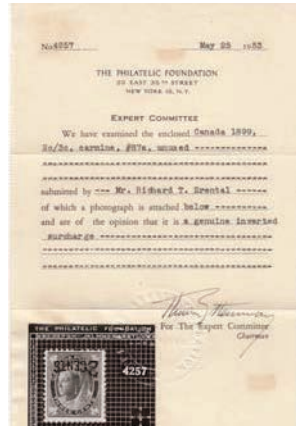 No. 4257 May 25 1953
THE PHILATELIC FOUNDATION
22 EAST 35TH STREET
NEW YORK 16, N.Y.
EXPERT COMMITTEE
We have examined the enclosed Canada 1899,
2c/3c, carmine, #87a, unused
submitted by --- Mr. Richard T.
of which a photograph is attached below
and are of the opinion that it is a genuine inverted
surcharge
For The Expert Committee
Chairman
THE PHILATELIC FOUNDATION
4257
2 CENTS